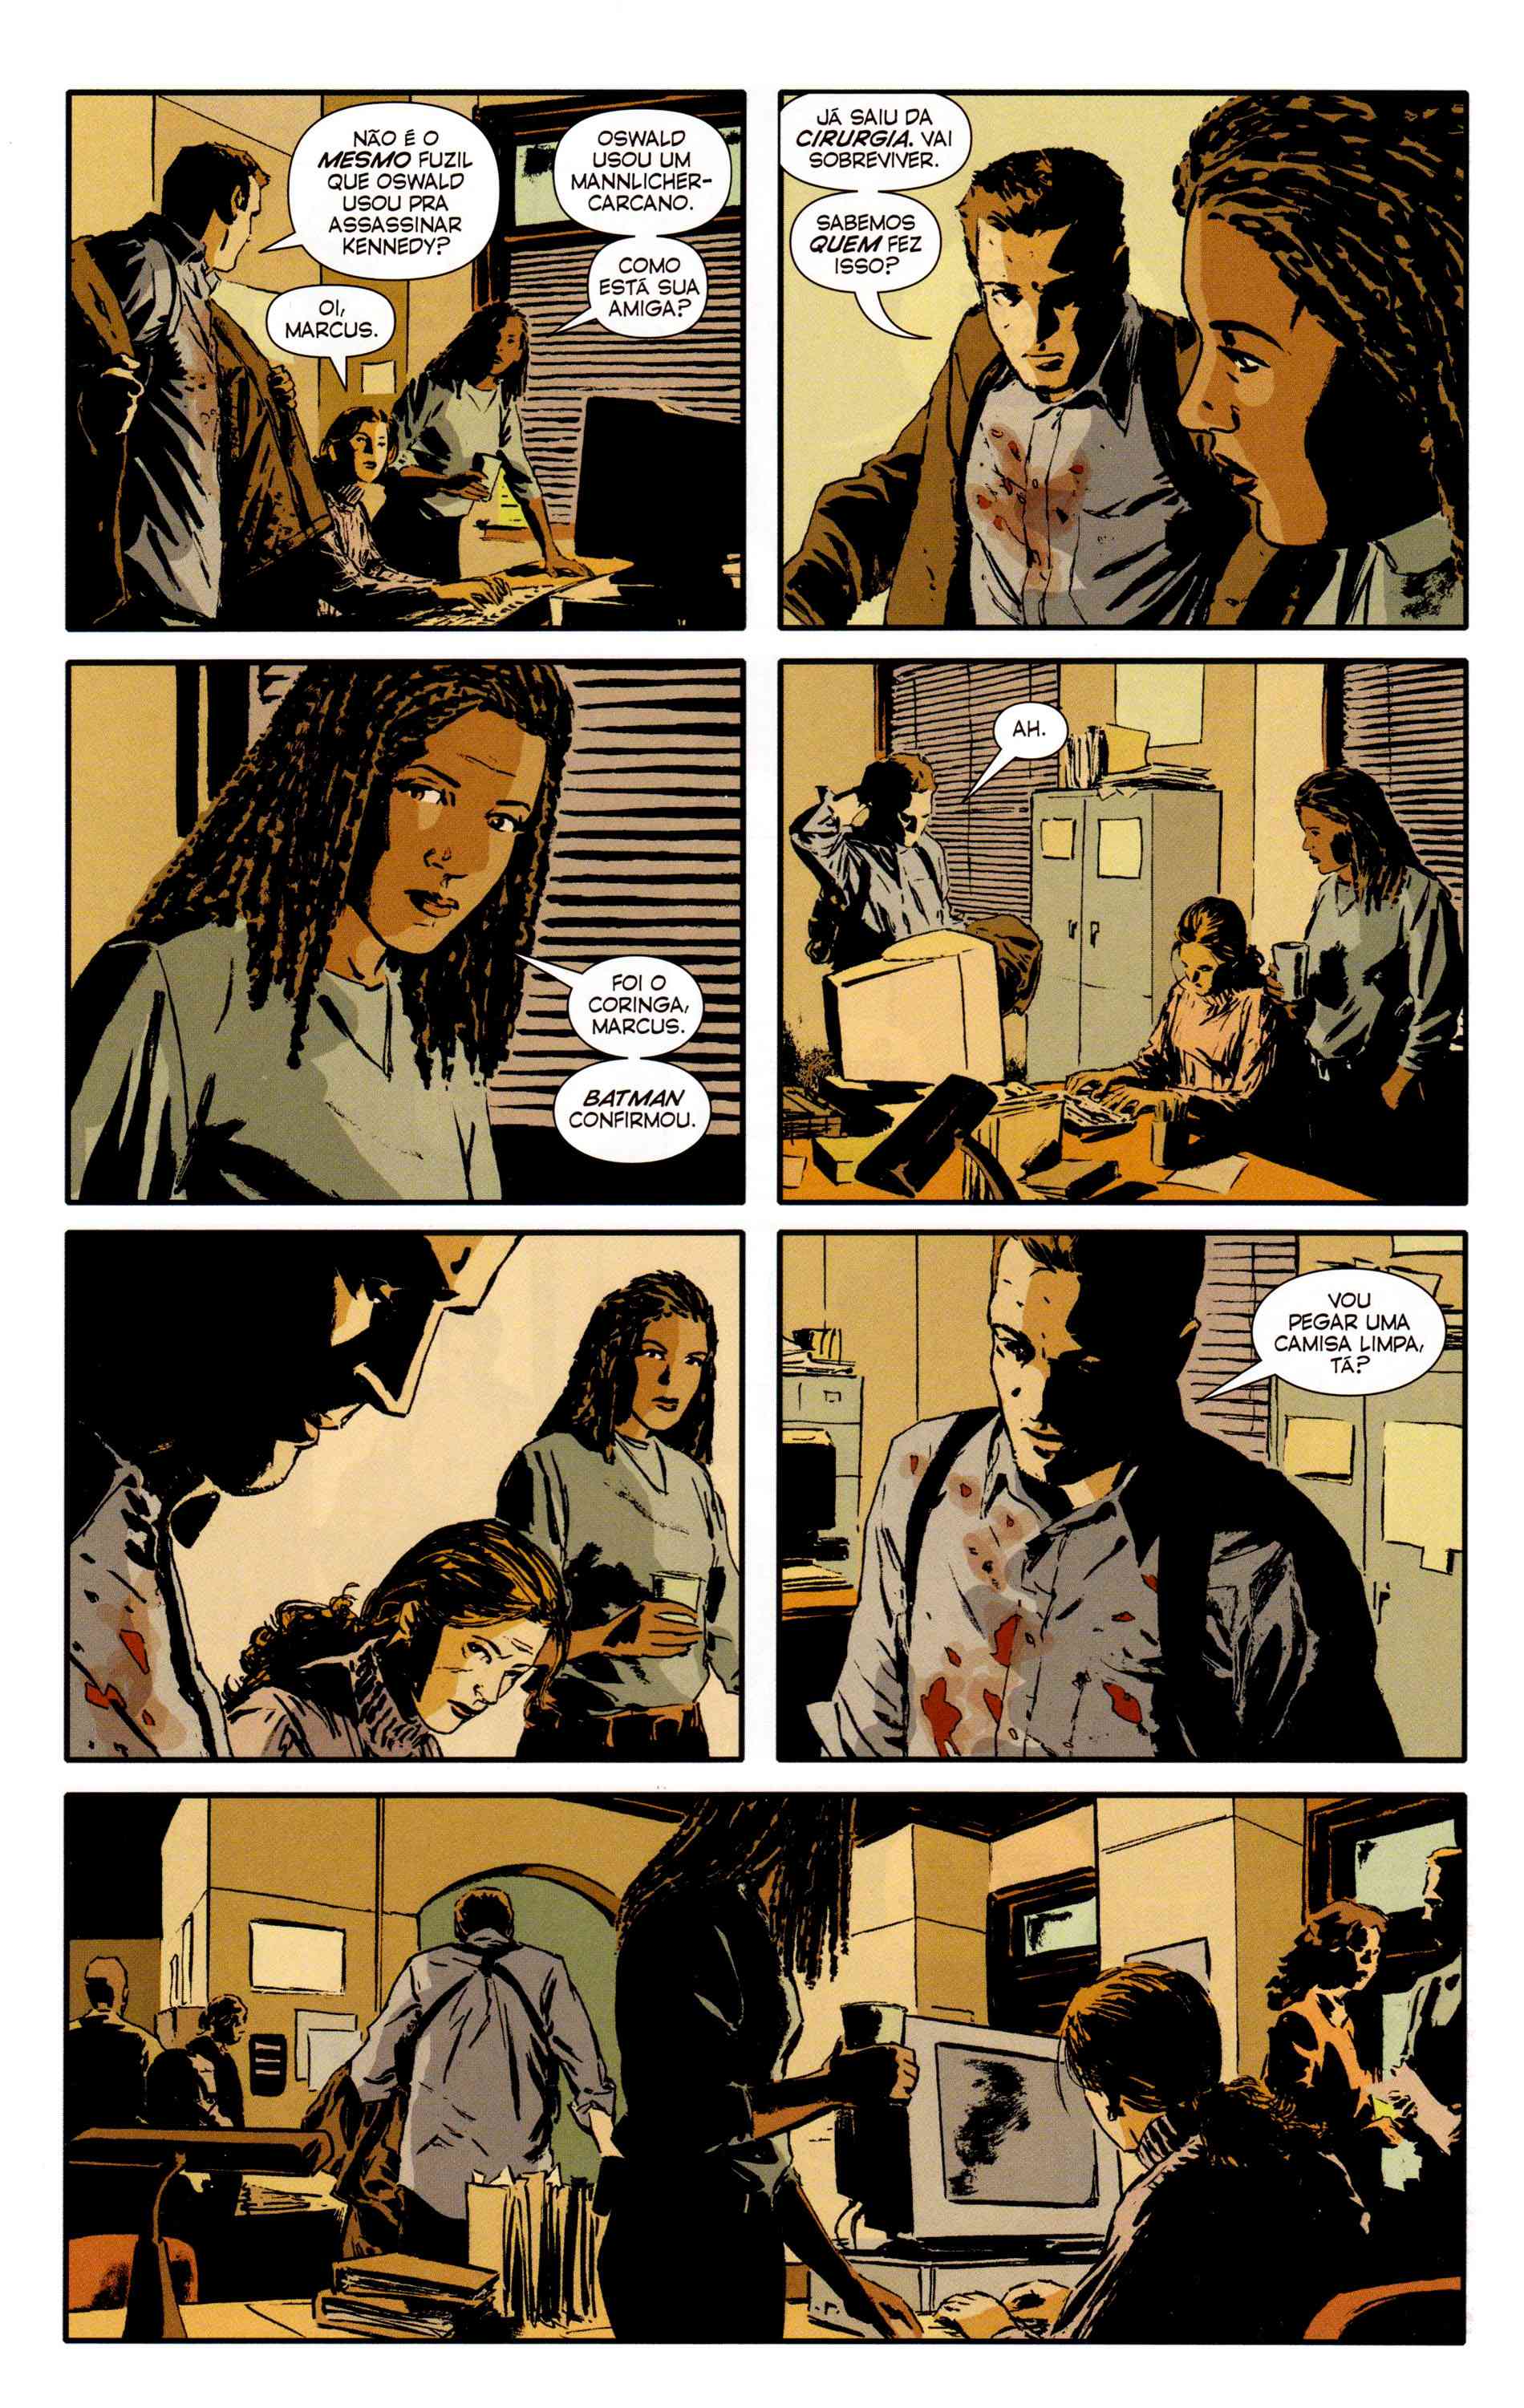 NÃO É O
MESMO FUZIL
QUE OSWALD
USOU PRA
ASSASSINAR
KENNEDY?
OI,
MARCUS.
OSWALD
USOU UM
MANNLICHER-
CARCANO.
COMO
ESTÁ SUA
AMIGA?
JÁ SAIU DA
CIRURGIA. VAI
SOBREVIVER.
SABEMOS
QUEM FEZ
ISSO?
FOI O
CORINGA,
MARCUS.
BATMAN
CONFIRMOU.
AH.
VOU
PEGAR UMA
CAMISA LIMPA,
TÁ?